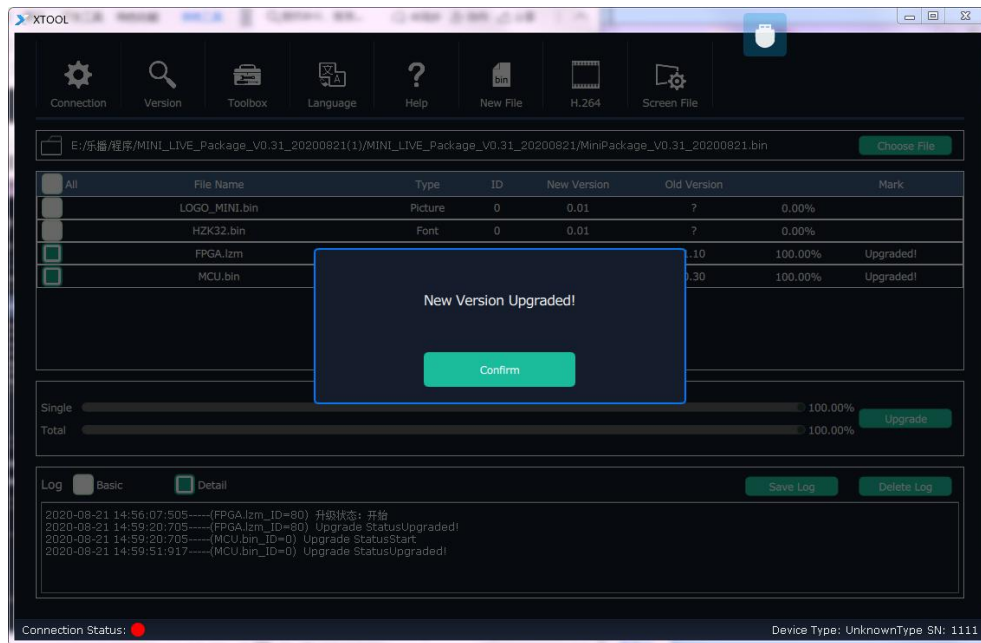 XTOOL
Connection Version Toolbox Language Help New File H.264 Screen File
bin
E:/乐播/程序/MINI_LIVE_Package_V0.31_20200821(1)/MINI_LIVE_Package_V0.31_20200821/MiniPackage_V0.31_20200821.bin Choose File
All File Name Type ID New Version Old Version Mark
LOGO_MINI.bin Picture 0 0.01 ? 0.00%
HZK32.bin Font 0 0.01 ? 0.00%
FPGA.lzm .10 100.00% Upgraded!
MCU.bin .30 100.00% Upgraded!
New Version Upgraded!
Confirm
Single 100.00%
Upgrade
Total 100.00%
Log Basic Detail Save Log Delete Log
2020-08-21 14:56:07:505-----(FPGA.lzm_ID=80) 升级状态：开始
2020-08-21 14:59:20:705-----(FPGA.lzm_ID=80) Upgrade StatusUpgraded!
2020-08-21 14:59:20:705-----(MCU.bin_ID=0) Upgrade StatusStart
2020-08-21 14:59:51:917-----(MCU.bin_ID=0) Upgrade StatusUpgraded!
Connection Status: Device Type: UnknownType SN: 1111